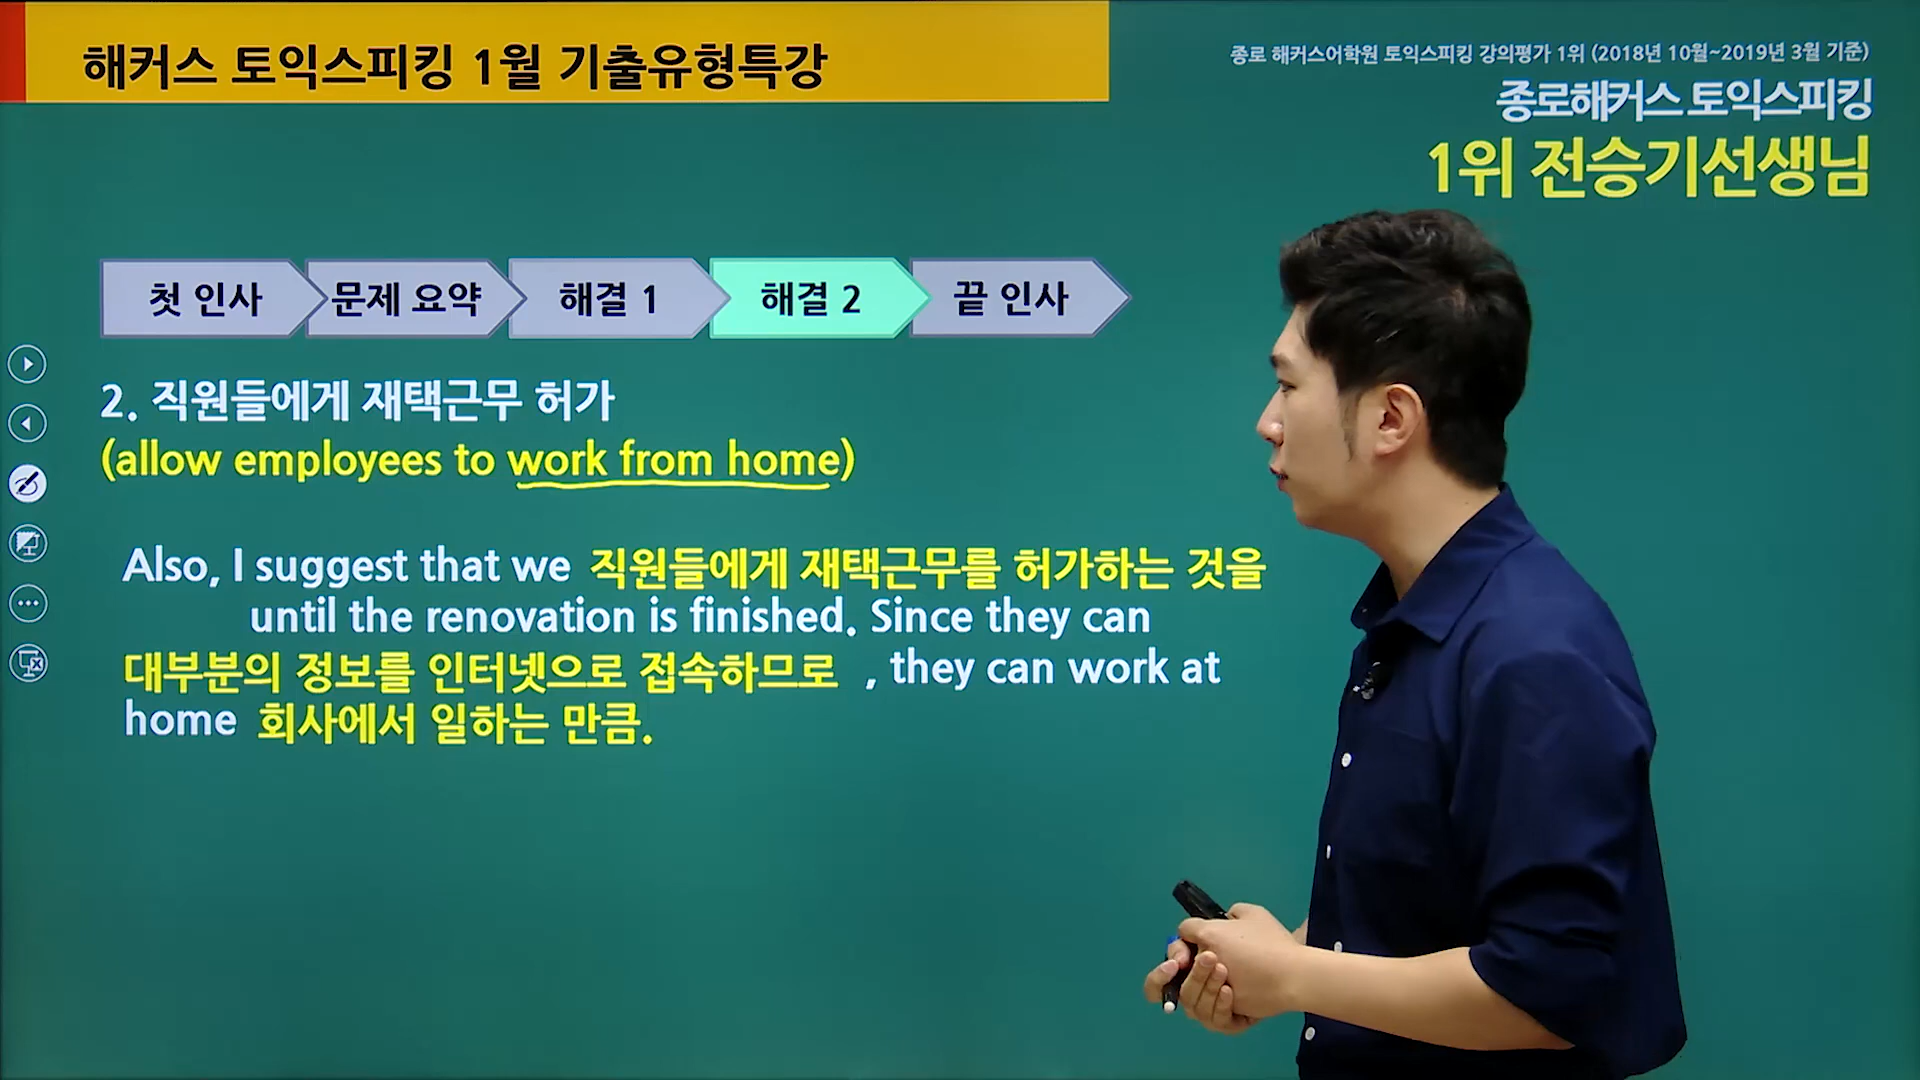 해커스 토익스피킹 1월 기출유형특강
종로 해커스어학원 토익스피킹 강의평가 1위 (2018년 10월~2019년 3월 기준)
종로해커스 토익스피킹
1위 전승기선생님
첫 인사
문제 요약
해결 1
해결 2
끝 인사
2. 직원들에게 재택근무 허가
(allow employees to work from home)
Also, I suggest that we 직원들에게 재택근무를 허가하는 것을
until the renovation is finished. Since they can
대부분의 정보를 인터넷으로 접속하므로 , they can work at
home 회사에서 일하는 만큼.